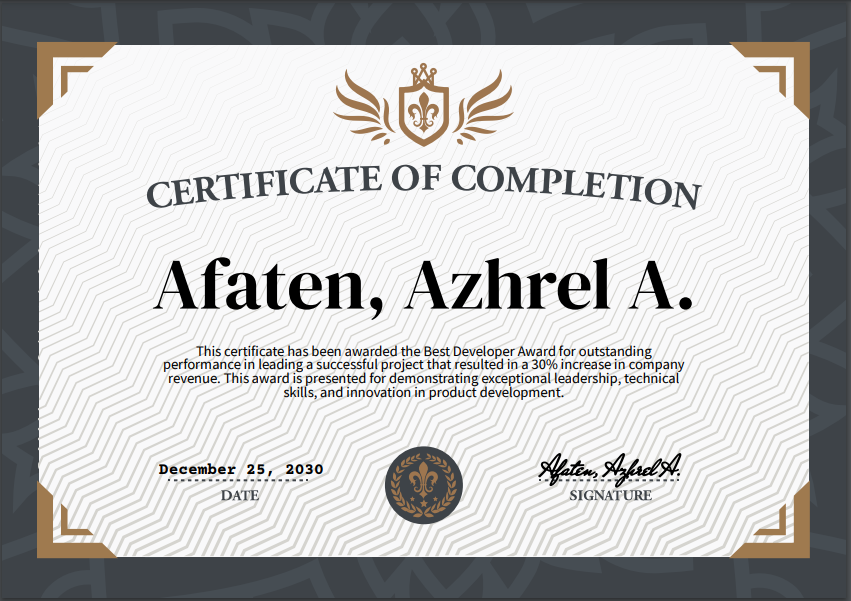 CERTIFICATE OF COMPLETION
Afaten, Azhrel A.
This certificate has been awarded the Best Developer Award for outstanding
performance in leading a successful project that resulted in a 30% increase in company
revenue. This award is presented for demonstrating exceptional leadership, technical
skills, and innovation in product development.
December 25, 2030
DATE
Afaten, Azhrel A.
SIGNATURE